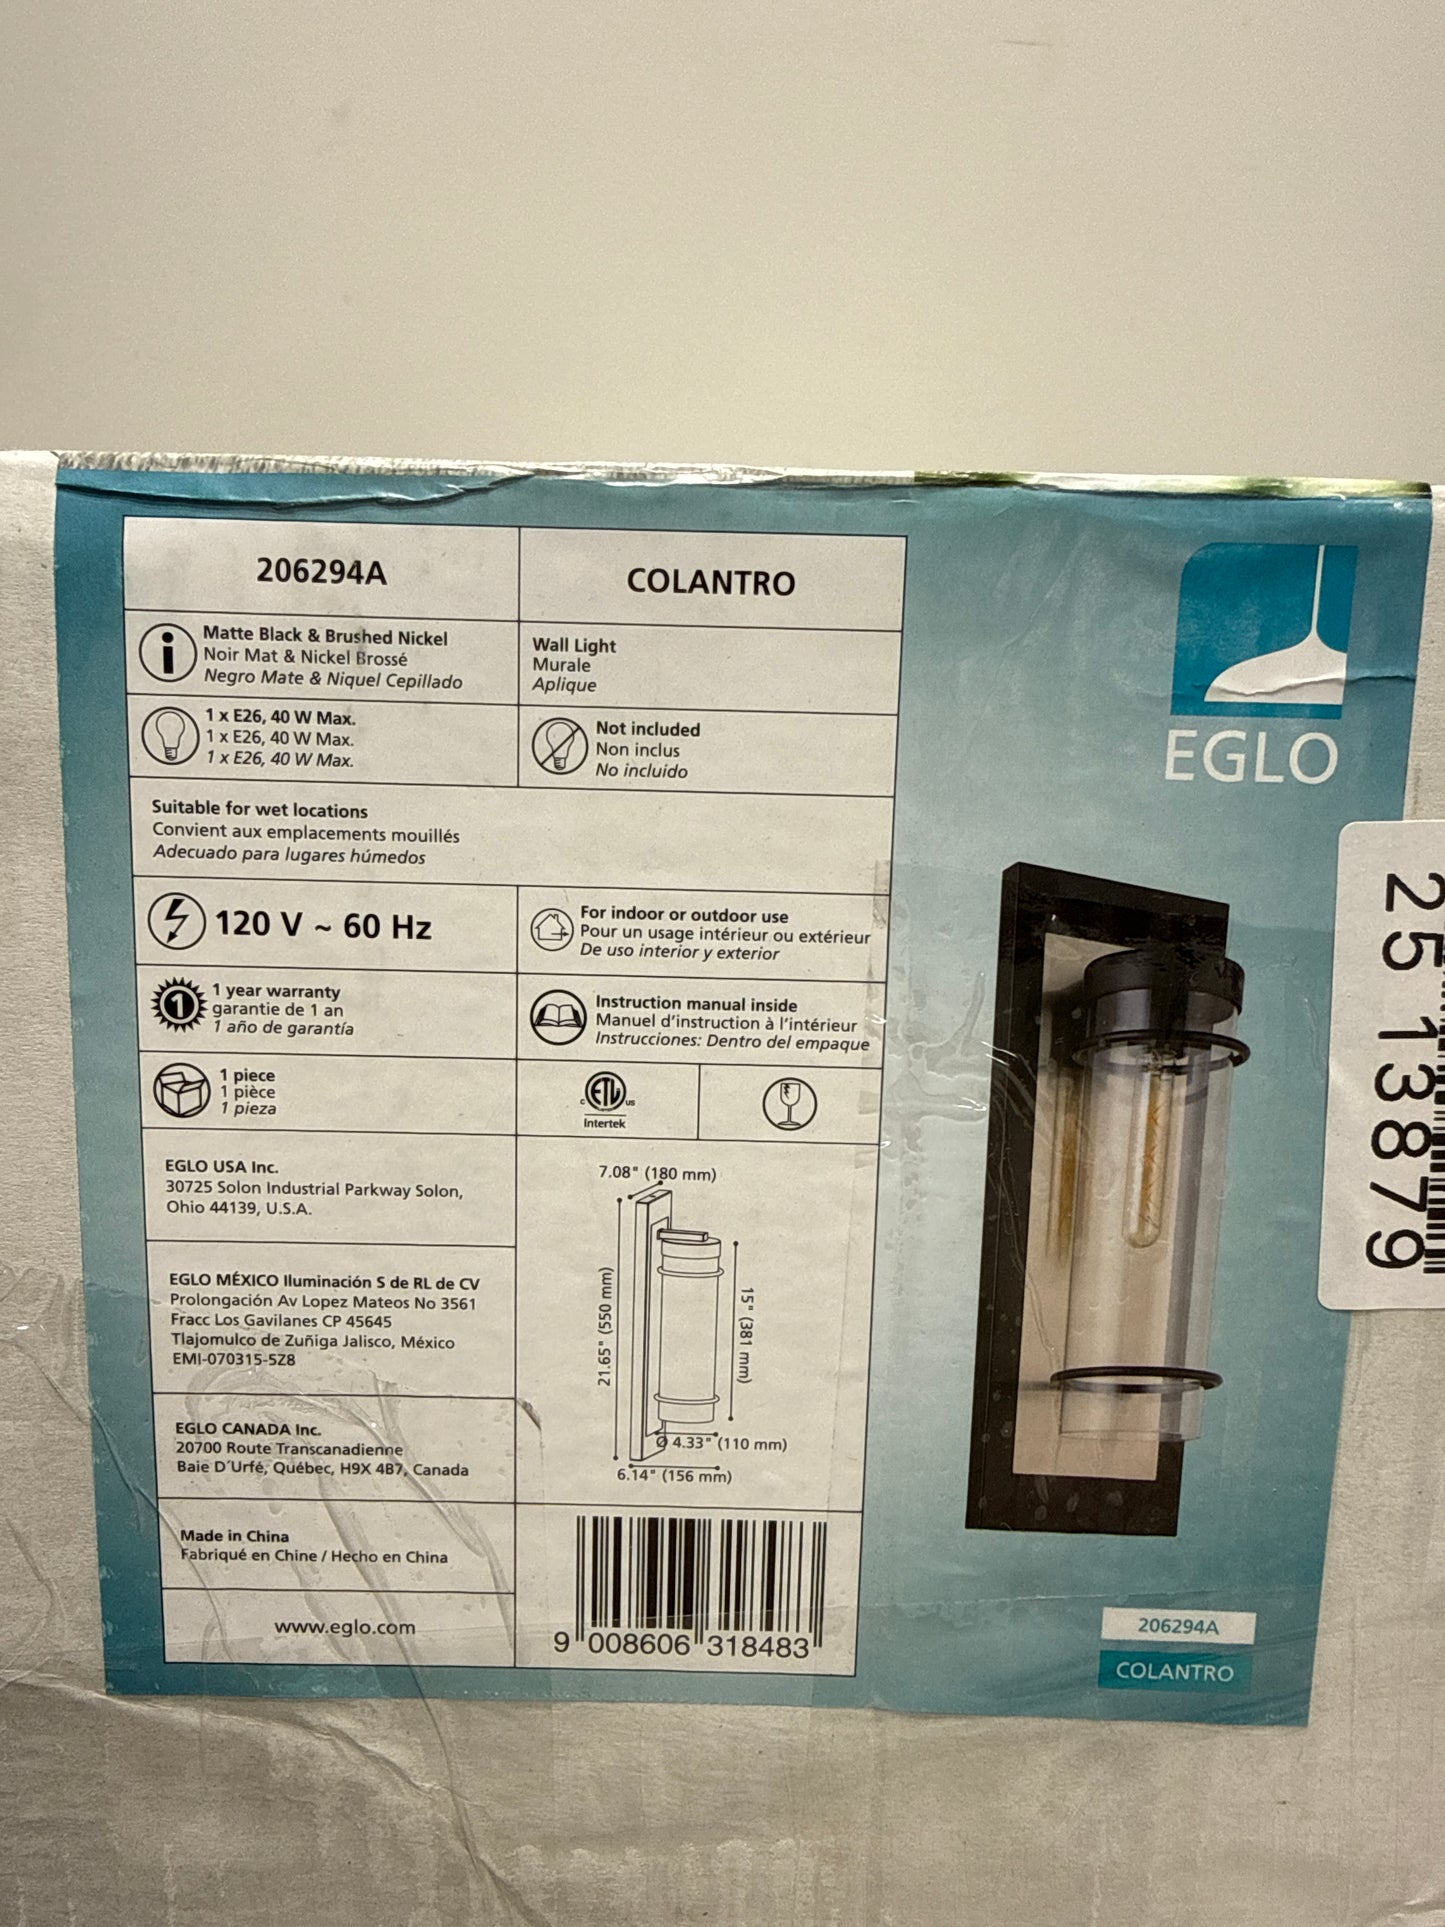 206294A
COLANTRO
Matte Black & Brushed Nickel
Noir Mat & Nickel Brossé
Negro Mate & Niquel Cepillado
Wall Light
Murale
Aplique
1 x E26, 40 W Max.
1 x E26, 40 W Max.
1 x E26, 40 W Max.
Not included
Non inclus
No incluido
Suitable for wet locations
Convient aux emplacements mouillés
Adecuado para lugares húmedos
120 V ~ 60 Hz
For indoor or outdoor use
Pour un usage intérieur ou extérieur
De uso interior y exterior
1
1 year warranty
garantie de 1 an
1 año de garantía
Instruction manual inside
Manuel d'instruction à l'intérieur
Instrucciones: Dentro del empaque
1 piece
1 pièce
1 pieza
c ETL us
Intertek
EGLO USA Inc.
30725 Solon Industrial Parkway Solon,
Ohio 44139, U.S.A.
EGLO MÉXICO Iluminación S de RL de CV
Prolongación Av Lopez Mateos No 3561
Fracc Los Gavilanes CP 45645
Tlajomulco de Zuñiga Jalisco, México
EMI-070315-5Z8
EGLO CANADA Inc.
20700 Route Transcanadienne
Baie D´Urfé, Québec, H9X 4B7, Canada
Made in China
Fabriqué en Chine / Hecho en China
www.eglo.com
7.08" (180 mm)
21.65" (550 mm)
15" (381 mm)
Ø 4.33" (110 mm)
6.14" (156 mm)
9 008606 318483
EGLO
206294A
COLANTRO
2513879